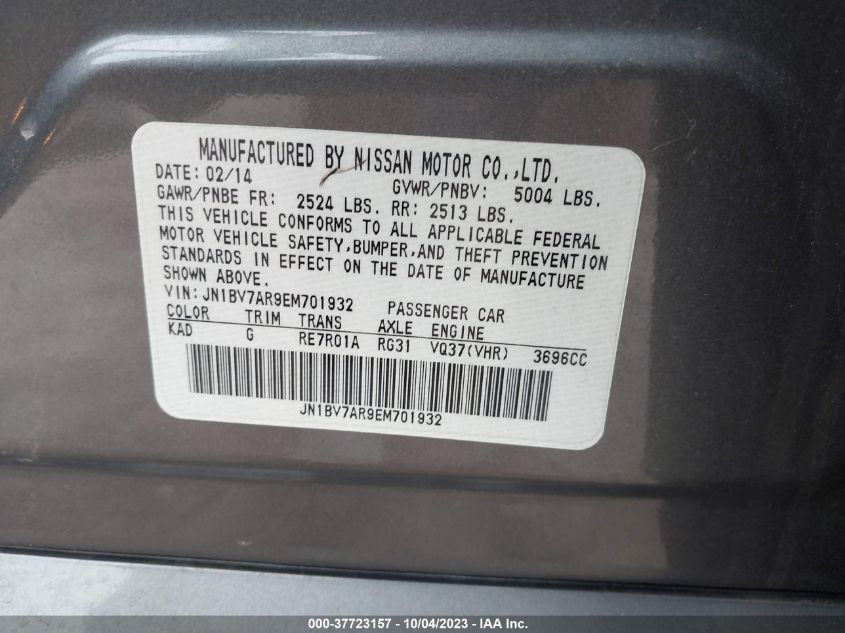 MANUFACTURED BY NISSAN MOTOR CO.,LTD.
DATE: 02/14 GVWR/PNBV: 5004 LBS.
GAWR/PNBE FR: 2524 LBS. RR: 2513 LBS.
THIS VEHICLE CONFORMS TO ALL APPLICABLE FEDERAL
MOTOR VEHICLE SAFETY,BUMPER,AND THEFT PREVENTION
STANDARDS IN EFFECT ON THE DATE OF MANUFACTURE
SHOWN ABOVE.
VIN:JN1BV7AR9EM701932 PASSENGER CAR
COLOR TRIM TRANS AXLE ENGINE
KAD G RE7R01A RG31 VQ37(VHR) 3696CC
JN1BV7AR9EM701932
000-37723157 - 10/04/2023 - IAA Inc.